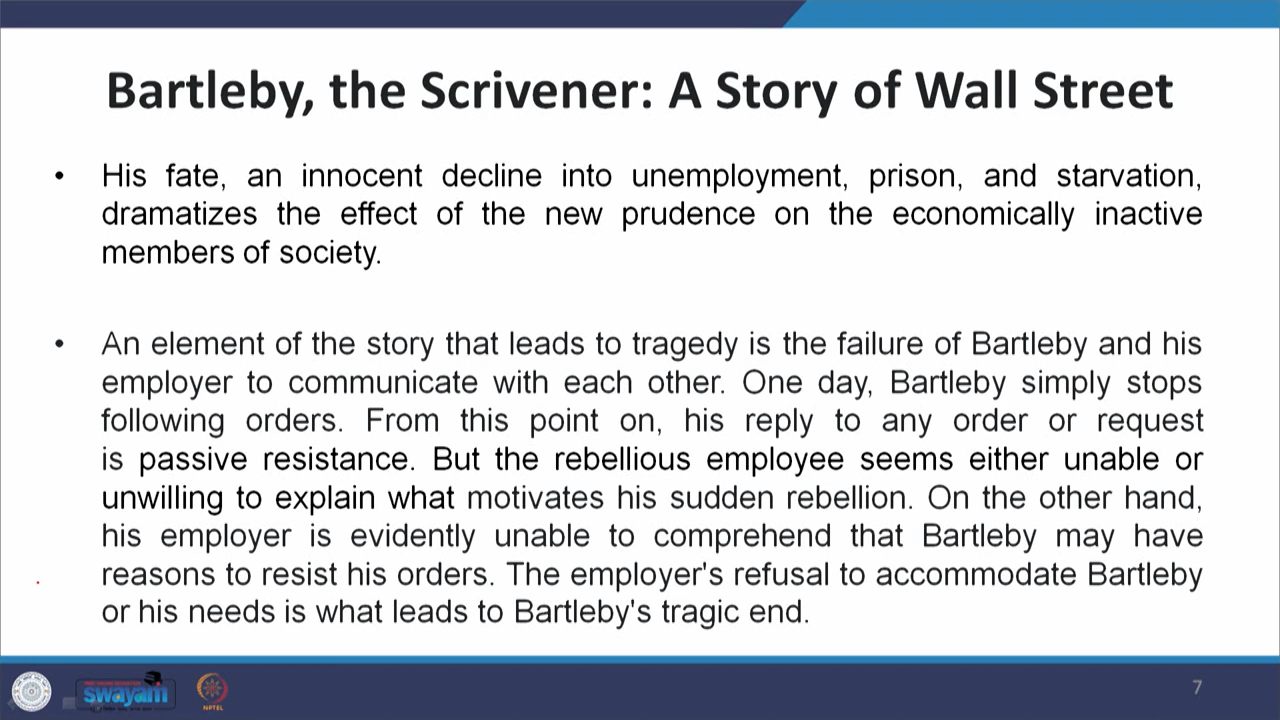 Bartleby, the Scrivener: A Story of Wall Street
• His fate, an innocent decline into unemployment, prison, and starvation,
dramatizes the effect of the new prudence on the economically inactive
members of society.
• An element of the story that leads to tragedy is the failure of Bartleby and his
employer to communicate with each other. One day, Bartleby simply stops
following orders. From this point on, his reply to any order or request
is passive resistance. But the rebellious employee seems either unable or
unwilling to explain what motivates his sudden rebellion. On the other hand,
his employer is evidently unable to comprehend that Bartleby may have
reasons to resist his orders. The employer's refusal to accommodate Bartleby
or his needs is what leads to Bartleby's tragic end.
swayam
NPTEL
7